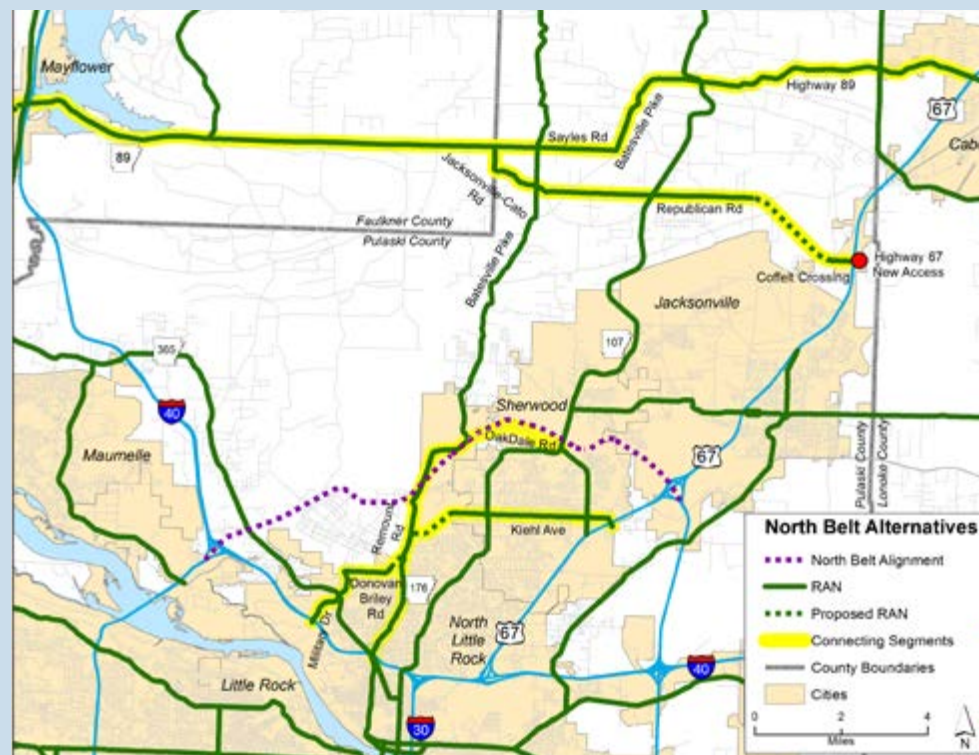 Mayflower
Highway 89
67
Cabo
Sayles Rd
Batesville Pike
89
Jacksonville-Cato
Rd
Republican Rd
Faulkner County
Pulaski County
Highway 67
New Access
Coffelt Crossing
Batesville Pike
Jacksonville
365
107
40
Sherwood
OakDale Rd
Maumelle
67
Pulaski County
Lonoke County
Remount
Rd
Kiehl Ave
Donovan
Briley
Rd
176
Military Dr
North
Little
Rock
67
Little Rock
40
30
North Belt Alternatives
North Belt Alignment
RAN
Proposed RAN
Connecting Segments
County Boundaries
Cities
0 2 4
Miles
N